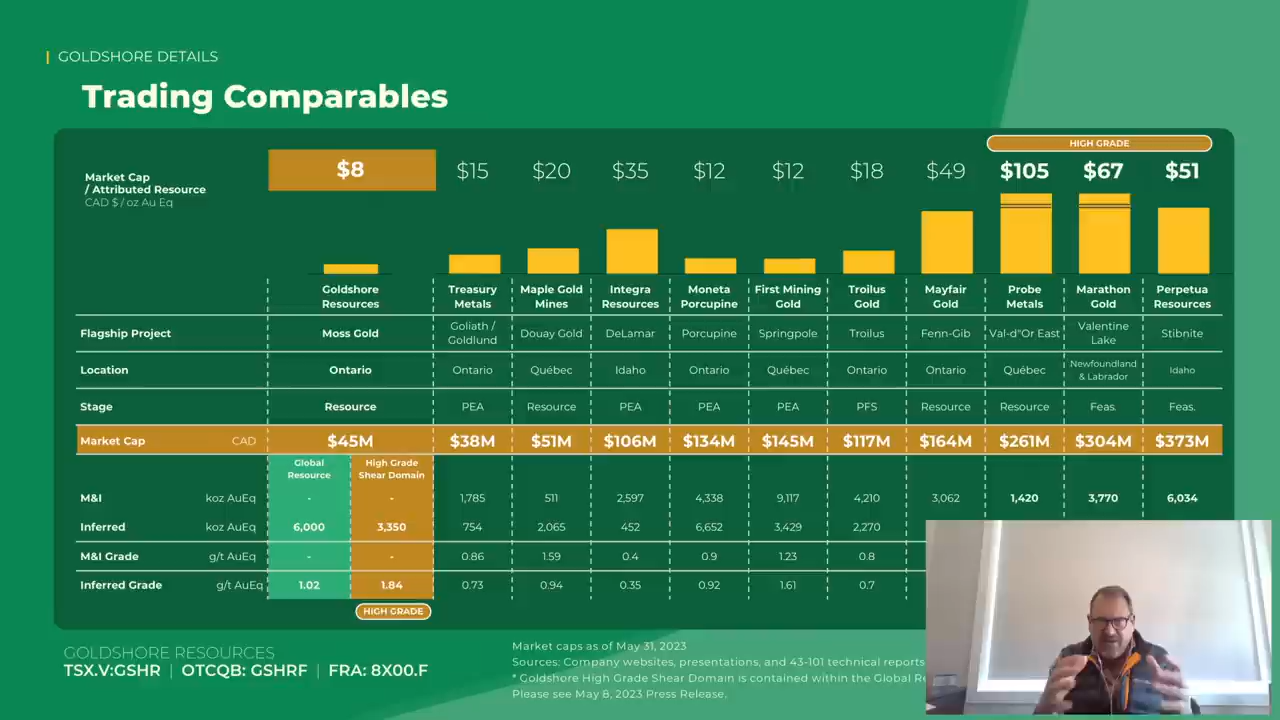 GOLDSHORE DETAILS
Trading Comparables
HIGH GRADE
Market Cap
/ Attributed Resource
CAD $ / oz Au Eq
$8 $15 $20 $35 $12 $12 $18 $49 $105 $67 $51
Goldshore Resources Treasury Metals Maple Gold Mines Integra Resources Moneta Porcupine First Mining Gold Troilus Gold Mayfair Gold Probe Metals Marathon Gold Perpetua Resources
Flagship Project Moss Gold Goliath / Goldlund Douay Gold DeLamar Porcupine Springpole Troilus Fenn-Gib Val-d"Or East Valentine Lake Stibnite
Location Ontario Ontario Québec Idaho Ontario Québec Ontario Ontario Québec Newfoundland & Labrador Idaho
Stage Resource PEA Resource PEA PEA PEA PFS Resource Resource Feas. Feas.
Market Cap CAD $45M $38M $51M $106M $134M $145M $117M $164M $261M $304M $373M
Global Resource High Grade Shear Domain
M&I koz AuEq - - 1,785 511 2,597 4,338 9,117 4,210 3,062 1,420 3,770 6,034
Inferred koz AuEq 6,000 3,350 754 2,065 452 6,652 3,429 2,270
M&I Grade g/t AuEq - - 0.86 1.59 0.4 0.9 1.23 0.8
Inferred Grade g/t AuEq 1.02 1.84 0.73 0.94 0.35 0.92 1.61 0.7
HIGH GRADE
GOLDSHORE RESOURCES
TSX.V:GSHR | OTCQB: GSHRF | FRA: 8X00.F
Market caps as of May 31, 2023
Sources: Company websites, presentations, and 43-101 technical reports
* Goldshore High Grade Shear Domain is contained within the Global
Please see May 8, 2023 Press Release.